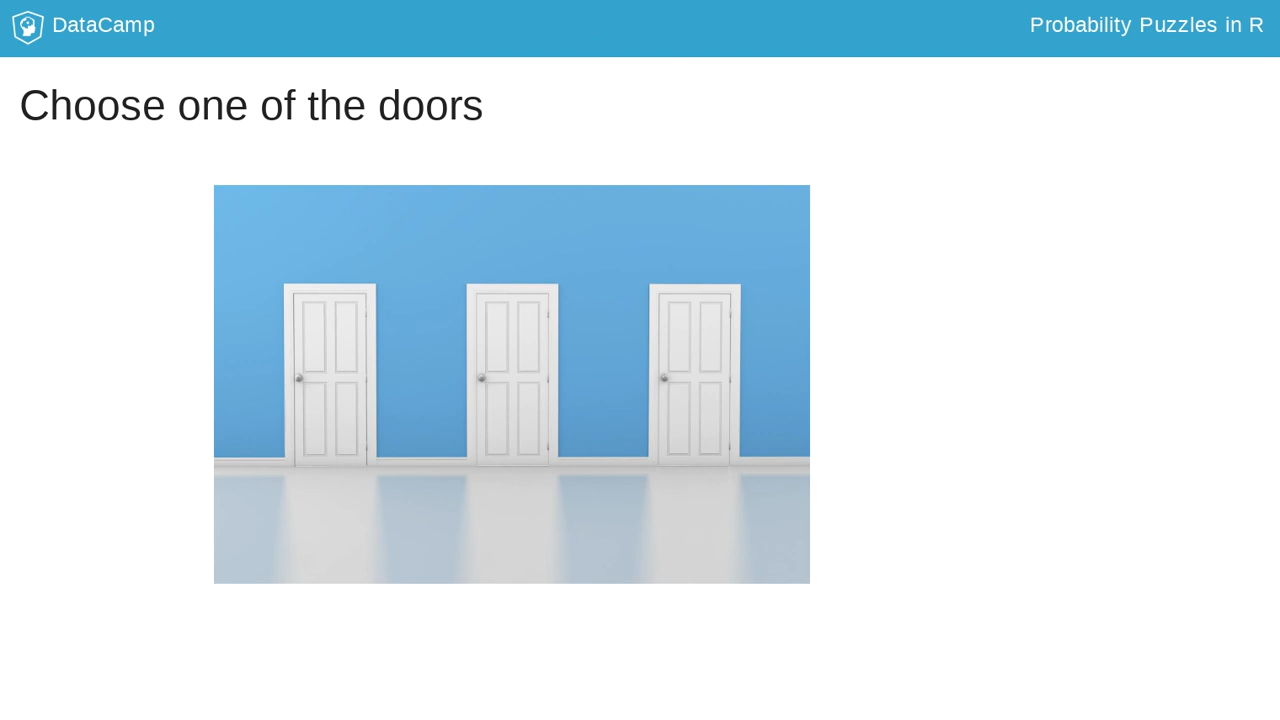 DataCamp
Probability Puzzles in R
Choose one of the doors